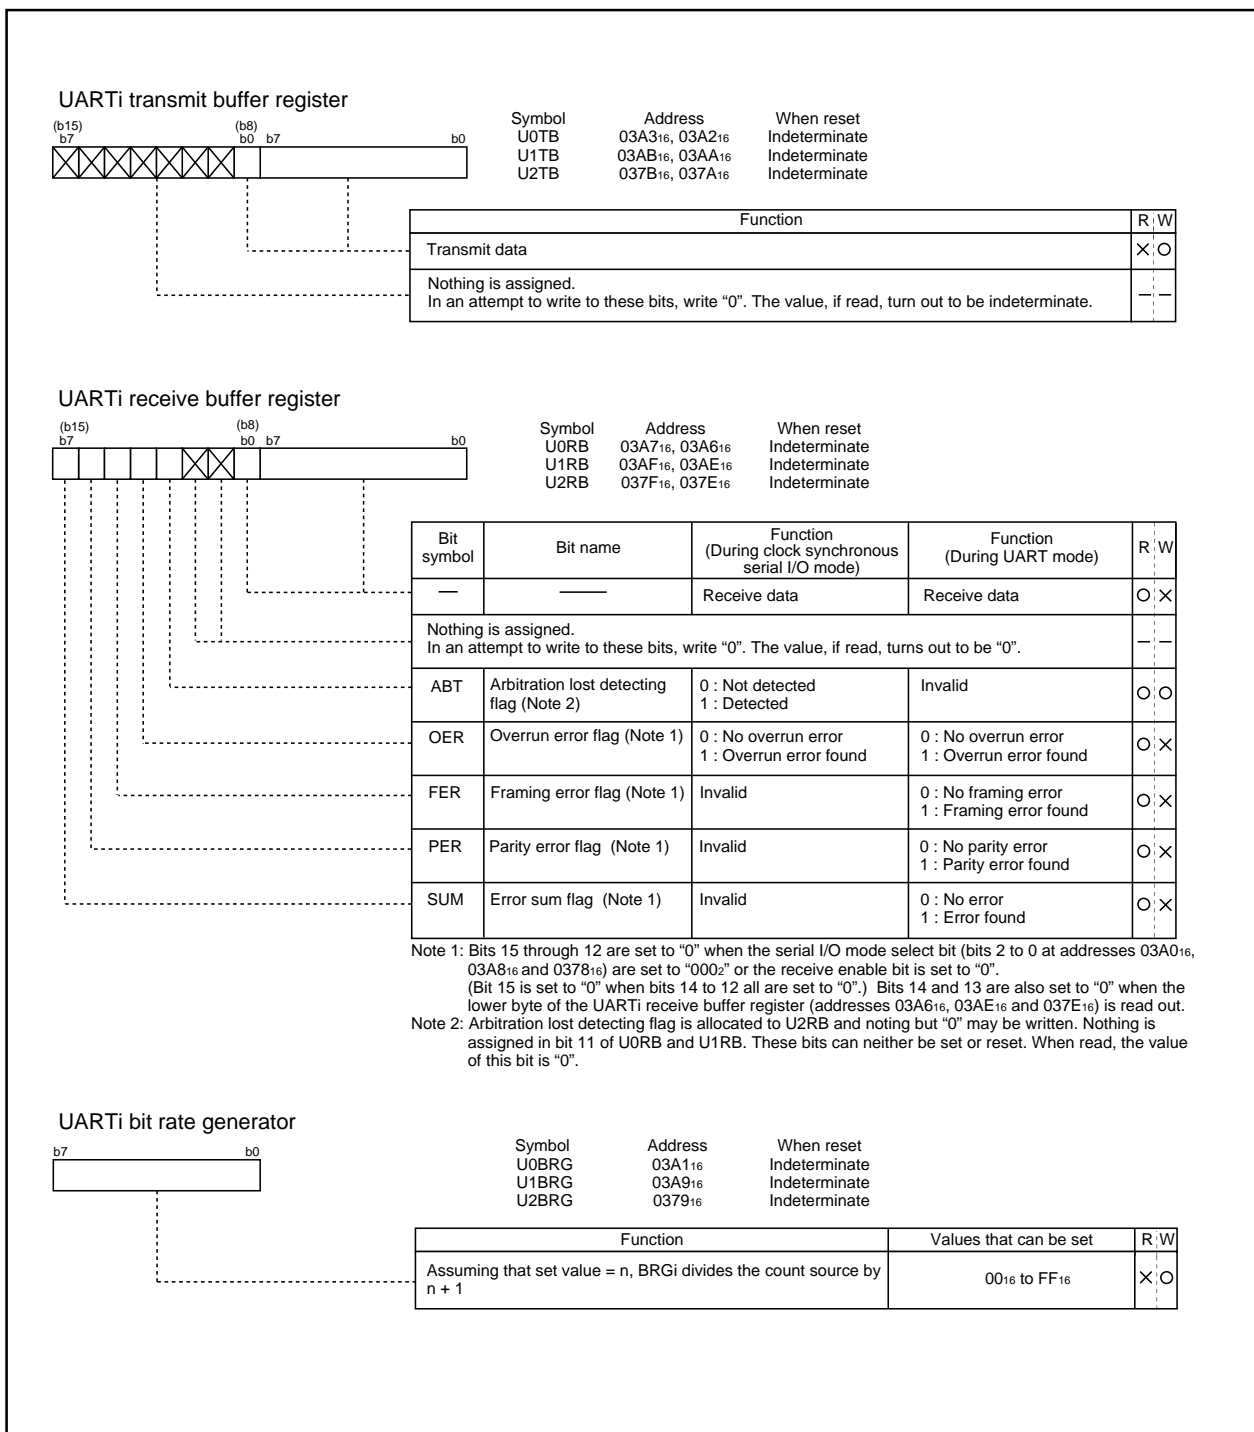 UARTi transmit buffer register
(b15) (b8)
b7 b0 b7 b0
Symbol Address When reset
U0TB 03A3₁₆, 03A2₁₆ Indeterminate
U1TB 03AB₁₆, 03AA₁₆ Indeterminate
U2TB 037B₁₆, 037A₁₆ Indeterminate
Function R W
Transmit data
Nothing is assigned.
In an attempt to write to these bits, write “0”. The value, if read, turn out to be indeterminate.
UARTi receive buffer register
(b15) (b8)
b7 b0 b7 b0
Symbol Address When reset
U0RB 03A7₁₆, 03A6₁₆ Indeterminate
U1RB 03AF₁₆, 03AE₁₆ Indeterminate
U2RB 037F₁₆, 037E₁₆ Indeterminate
Bit symbol Bit name Function (During clock synchronous serial I/O mode) Function (During UART mode) R W
Receive data Receive data
Nothing is assigned.
In an attempt to write to these bits, write “0”. The value, if read, turns out to be “0”.
ABT Arbitration lost detecting 0 : Not detected Invalid
flag (Note 2) 1 : Detected
OER Overrun error flag (Note 1) 0 : No overrun error 0 : No overrun error
1 : Overrun error found 1 : Overrun error found
FER Framing error flag (Note 1) Invalid 0 : No framing error
1 : Framing error found
PER Parity error flag (Note 1) Invalid 0 : No parity error
1 : Parity error found
SUM Error sum flag (Note 1) Invalid 0 : No error
1 : Error found
Note 1: Bits 15 through 12 are set to “0” when the serial I/O mode select bit (bits 2 to 0 at addresses 03A0₁₆,
03A8₁₆ and 0378₁₆) are set to “000₂” or the receive enable bit is set to “0”.
(Bit 15 is set to “0” when bits 14 to 12 all are set to “0”.) Bits 14 and 13 are also set to “0” when the
lower byte of the UARTi receive buffer register (addresses 03A6₁₆, 03AE₁₆ and 037E₁₆) is read out.
Note 2: Arbitration lost detecting flag is allocated to U2RB and noting but “0” may be written. Nothing is
assigned in bit 11 of U0RB and U1RB. These bits can neither be set or reset. When read, the value
of this bit is “0”.
UARTi bit rate generator
b7 b0
Symbol Address When reset
U0BRG 03A1₁₆ Indeterminate
U1BRG 03A9₁₆ Indeterminate
U2BRG 0379₁₆ Indeterminate
Function Values that can be set R W
Assuming that set value = n, BRGi divides the count source by 00₁₆ to FF₁₆
n + 1